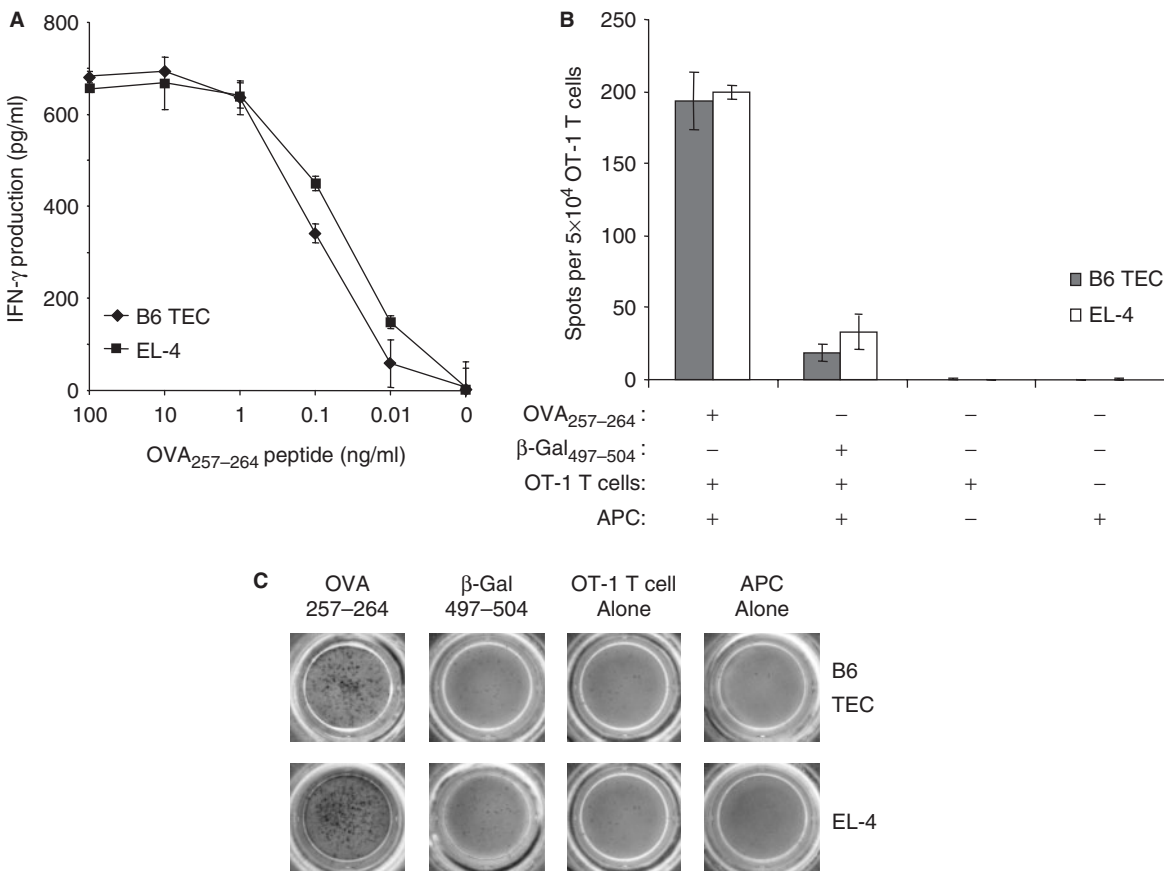 A
800
600
400
200
0
IFN-γ production (pg/ml)
B6 TEC
EL-4
100 10 1 0.1 0.01 0
OVA257–264 peptide (ng/ml)
B
250
200
150
100
50
0
Spots per 5×10⁴ OT-1 T cells
B6 TEC
EL-4
OVA257–264 : + – – –
β-Gal497–504 : – + – –
OT-1 T cells: + + + –
APC: + + – +
C
OVA β-Gal OT-1 T cell APC
257–264 497–504 Alone Alone
B6
TEC
EL-4